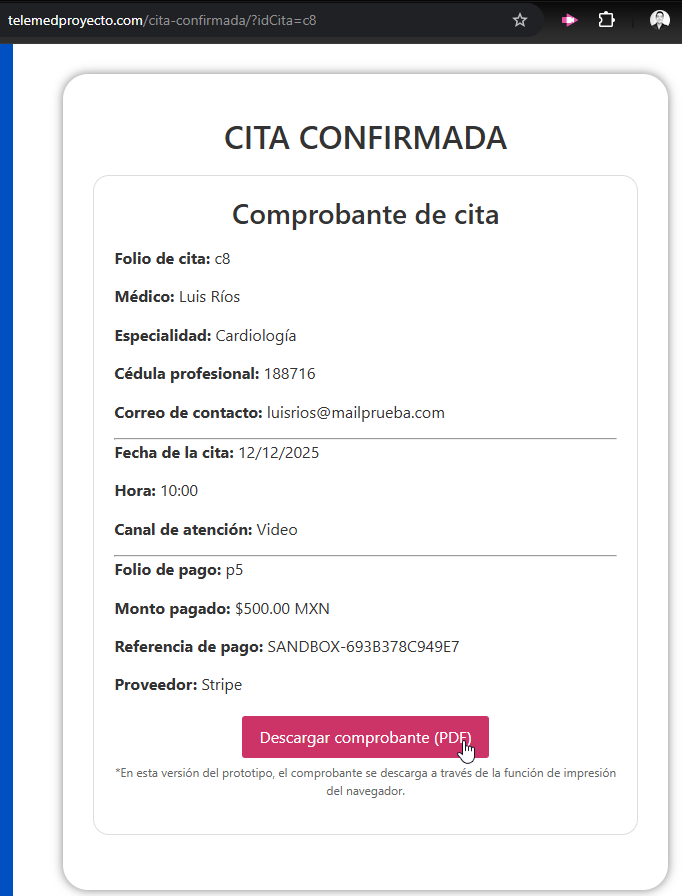 telemedproyecto.com/cita-confirmada/?idCita=c8
CITA CONFIRMADA
Comprobante de cita
Folio de cita: c8
Médico: Luis Ríos
Especialidad: Cardiología
Cédula profesional: 188716
Correo de contacto: luisrios@mailprueba.com
Fecha de la cita: 12/12/2025
Hora: 10:00
Canal de atención: Video
Folio de pago: p5
Monto pagado: $500.00 MXN
Referencia de pago: SANDBOX-693B378C949E7
Proveedor: Stripe
Descargar comprobante (PDF)
*En esta versión del prototipo, el comprobante se descarga a través de la función de impresión
del navegador.